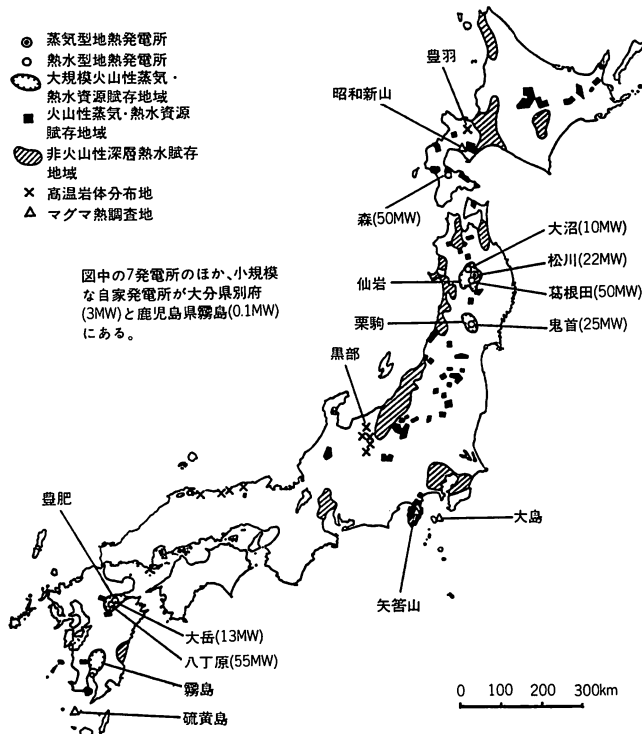 蒸気型地熱発電所
熱水型地熱発電所
大規模火山性蒸気・
熱水資源賦存地域
火山性蒸気・熱水資源
賦存地域
非火山性深層熱水賦存
地域
高温岩体分布地
マグマ熱調査地
図中の7発電所のほか、小規模
な自家発電所が大分県別府
(3MW)と鹿児島県霧島(0.1MW)
にある。
豊羽
昭和新山
森(50MW)
大沼(10MW)
松川(22MW)
仙岩
葛根田(50MW)
栗駒
鬼首(25MW)
黒部
豊肥
大島
矢筈山
大岳(13MW)
八丁原(55MW)
霧島
硫黄島
0 100 200 300km